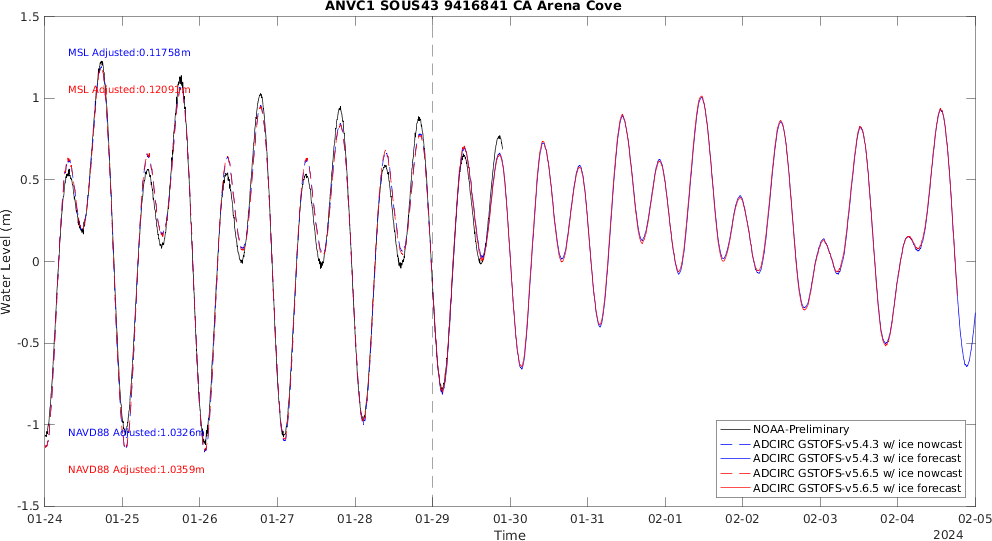 ANVC1 SOUS43 9416841 CA Arena Cove
Water Level (m)
1.5
1
0.5
0
-0.5
-1
-1.5
MSL Adjusted:0.11758m
MSL Adjusted:0.12091m
NAVD88 Adjusted:1.0326m
NAVD88 Adjusted:1.0359m
NOAA-Preliminary
ADCIRC GSTOFS-v5.4.3 w/ ice nowcast
ADCIRC GSTOFS-v5.4.3 w/ ice forecast
ADCIRC GSTOFS-v5.6.5 w/ ice nowcast
ADCIRC GSTOFS-v5.6.5 w/ ice forecast
01-24 01-25 01-26 01-27 01-28 01-29 01-30 01-31 02-01 02-02 02-03 02-04 02-05
Time
2024